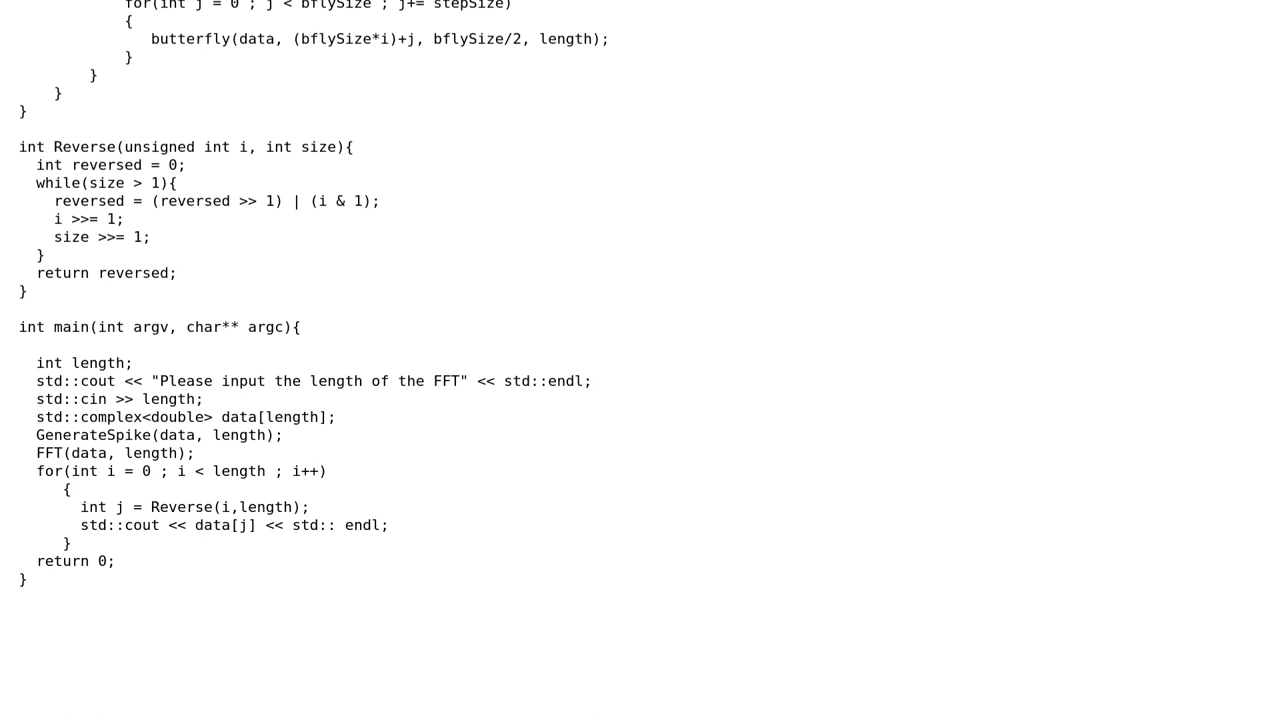 for(int j = 0 ; j < bflySize ; j+= stepSize)
{
butterfly(data, (bflySize*i)+j, bflySize/2, length);
}
}
}
}
int Reverse(unsigned int i, int size){
int reversed = 0;
while(size > 1){
reversed = (reversed >> 1) | (i & 1);
i >>= 1;
size >>= 1;
}
return reversed;
}
int main(int argv, char** argc){
int length;
std::cout << "Please input the length of the FFT" << std::endl;
std::cin >> length;
std::complex<double> data[length];
GenerateSpike(data, length);
FFT(data, length);
for(int i = 0 ; i < length ; i++)
{
int j = Reverse(i,length);
std::cout << data[j] << std:: endl;
}
return 0;
}